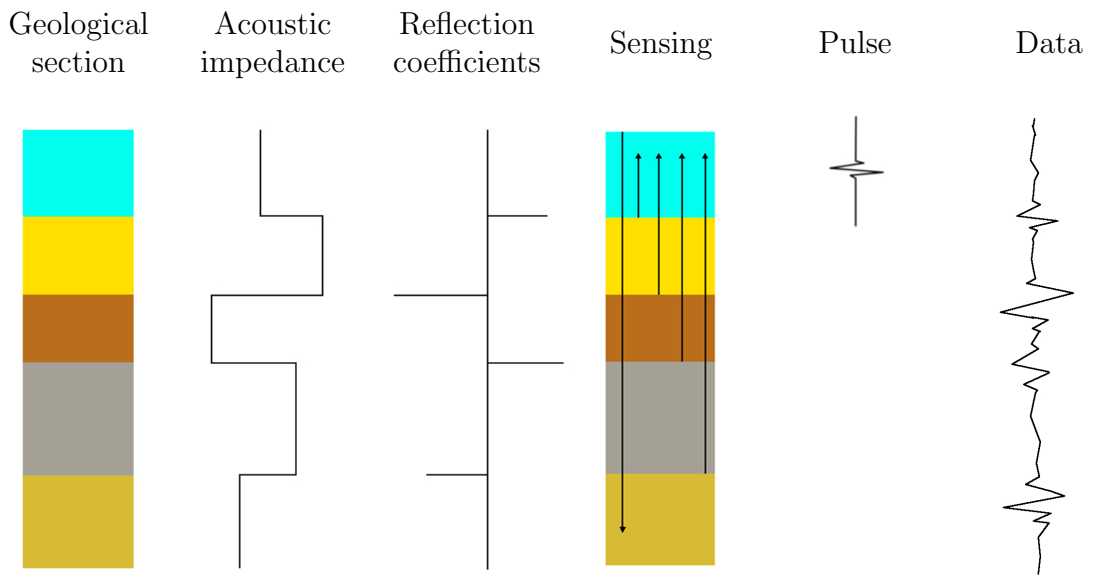 Geological
section
Acoustic
impedance
Reflection
coefficients
Sensing
Pulse
Data